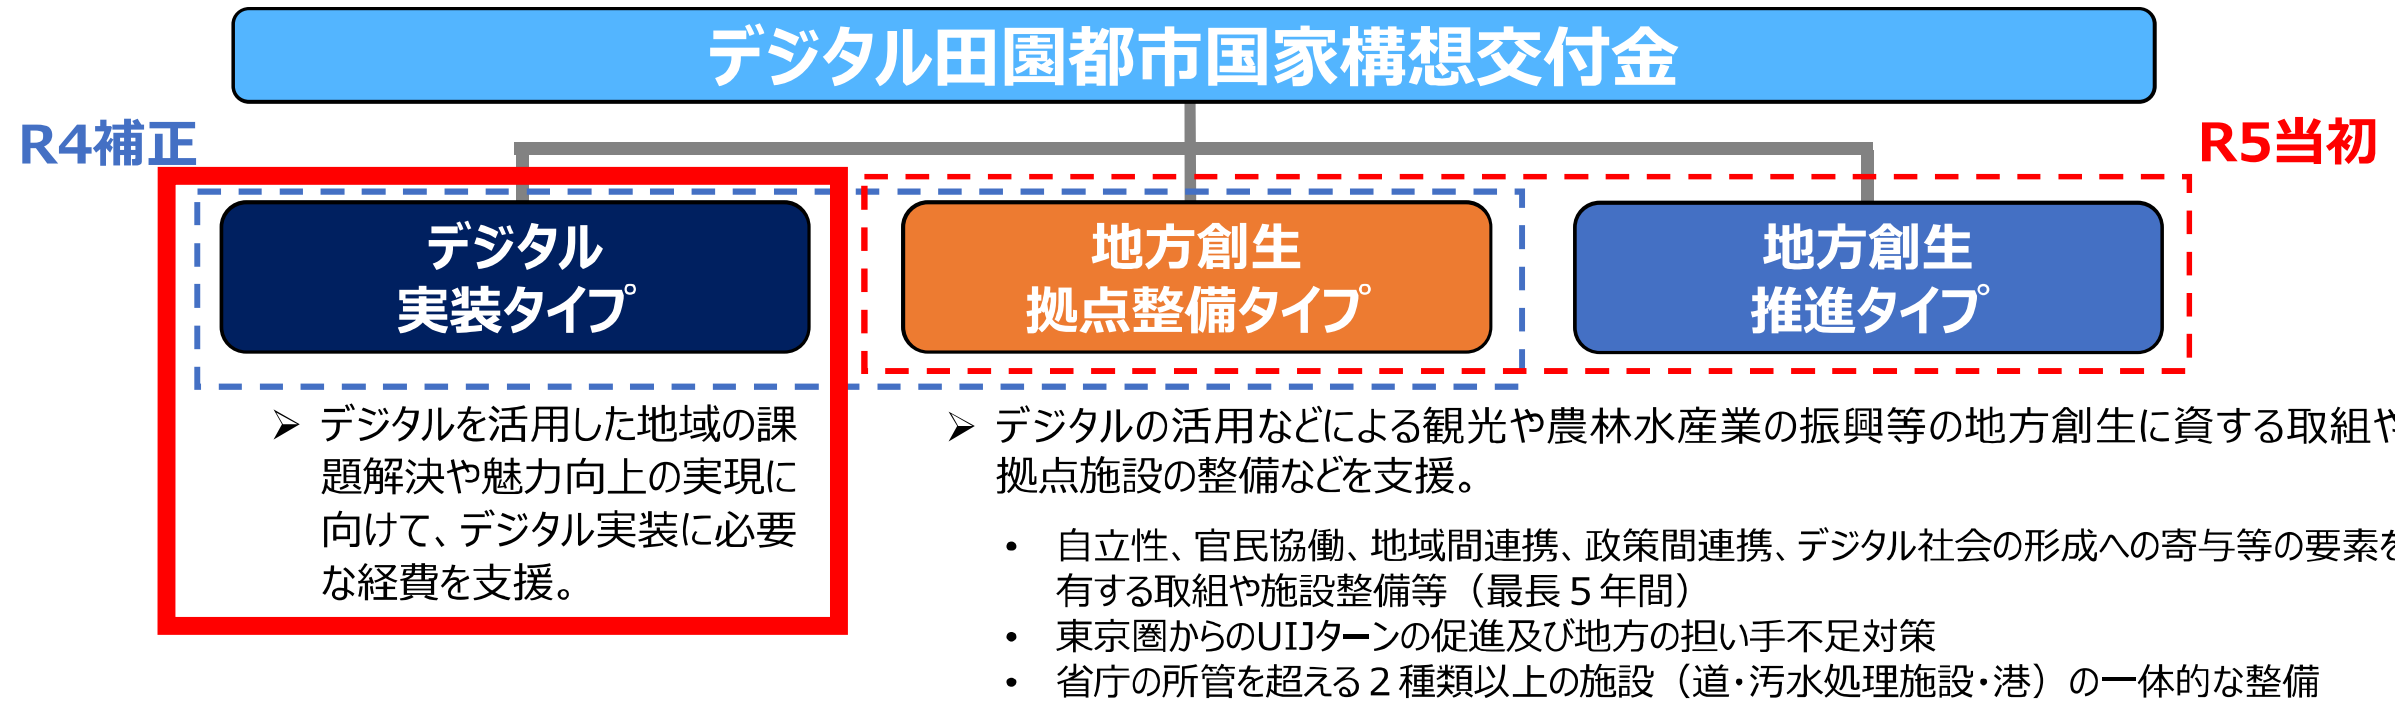 デジタル田園都市国家構想交付金
R4補正
R5当初
デジタル
実装タイプ
地方創生
拠点整備タイプ
地方創生
推進タイプ
➢ デジタルを活用した地域の課
題解決や魅力向上の実現に
向けて、デジタル実装に必要
な経費を支援。
➢ デジタルの活用などによる観光や農林水産業の振興等の地方創生に資する取組や
拠点施設の整備などを支援。
• 自立性、官民協働、地域間連携、政策間連携、デジタル社会の形成への寄与等の要素を
有する取組や施設整備等（最長５年間）
• 東京圏からのUIJターンの促進及び地方の担い手不足対策
• 省庁の所管を超える２種類以上の施設（道・汚水処理施設・港）の一体的な整備